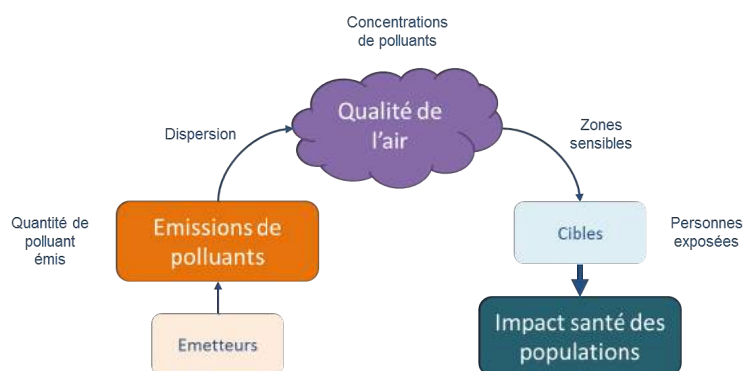 Concentrations
de polluants
Qualité de
l'air
Dispersion
Zones
sensibles
Quantité de
polluant
émis
Emissions de
polluants
Cibles
Personnes
exposées
Emetteurs
Impact santé des
populations